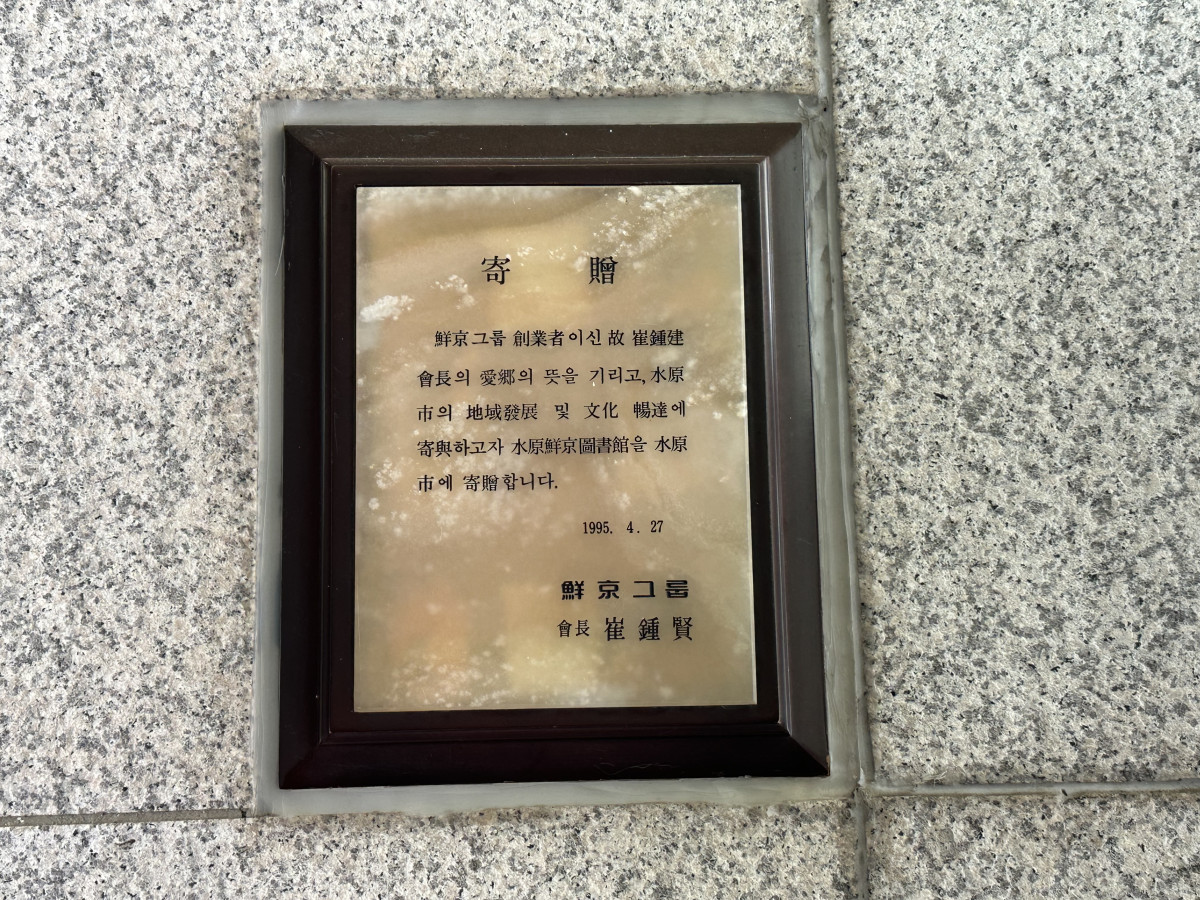 寄 贈
鮮京그룹 創業者이신 故 崔鍾建
會長의 愛郷의 뜻을 기리고, 水原
市의 地域發展 및 文化 暢達에
寄與하고자 水原鮮京圖書館을 水原
市에 寄贈합니다.
1995. 4. 27
鮮京그룹
會長 崔鍾賢